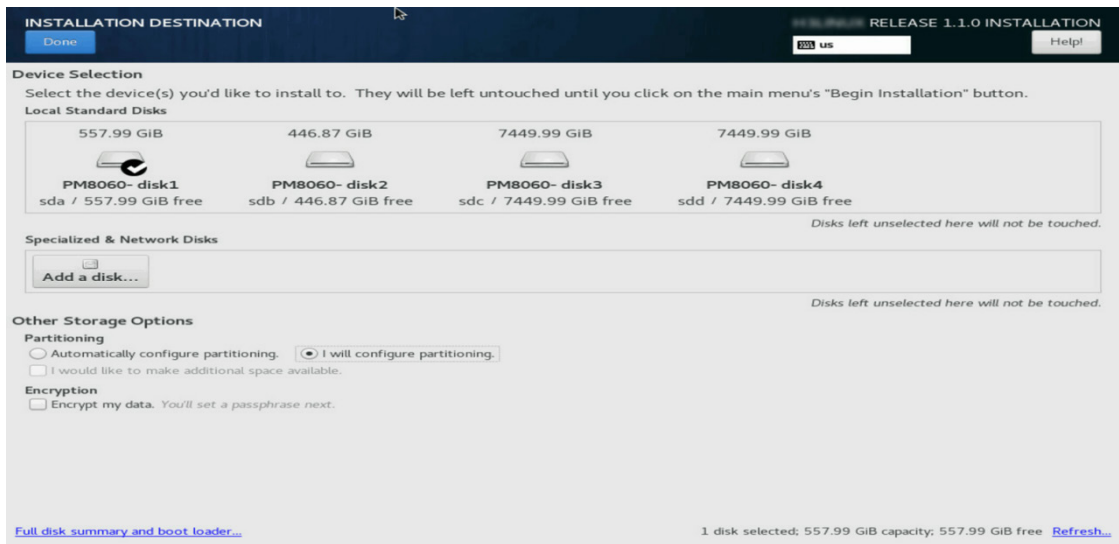 INSTALLATION DESTINATION
RELEASE 1.1.0 INSTALLATION
Done
us
Help!
Device Selection
Select the device(s) you'd like to install to. They will be left untouched until you click on the main menu's "Begin Installation" button.
Local Standard Disks
557.99 GiB 446.87 GiB 7449.99 GiB 7449.99 GiB
PM8060- disk1 PM8060- disk2 PM8060- disk3 PM8060- disk4
sda / 557.99 GiB free sdb / 446.87 GiB free sdc / 7449.99 GiB free sdd / 7449.99 GiB free
Disks left unselected here will not be touched.
Specialized & Network Disks
Add a disk...
Disks left unselected here will not be touched.
Other Storage Options
Partitioning
Automatically configure partitioning. I will configure partitioning.
I would like to make additional space available.
Encryption
Encrypt my data. You'll set a passphrase next.
Full disk summary and boot loader... 1 disk selected; 557.99 GiB capacity; 557.99 GiB free Refresh...